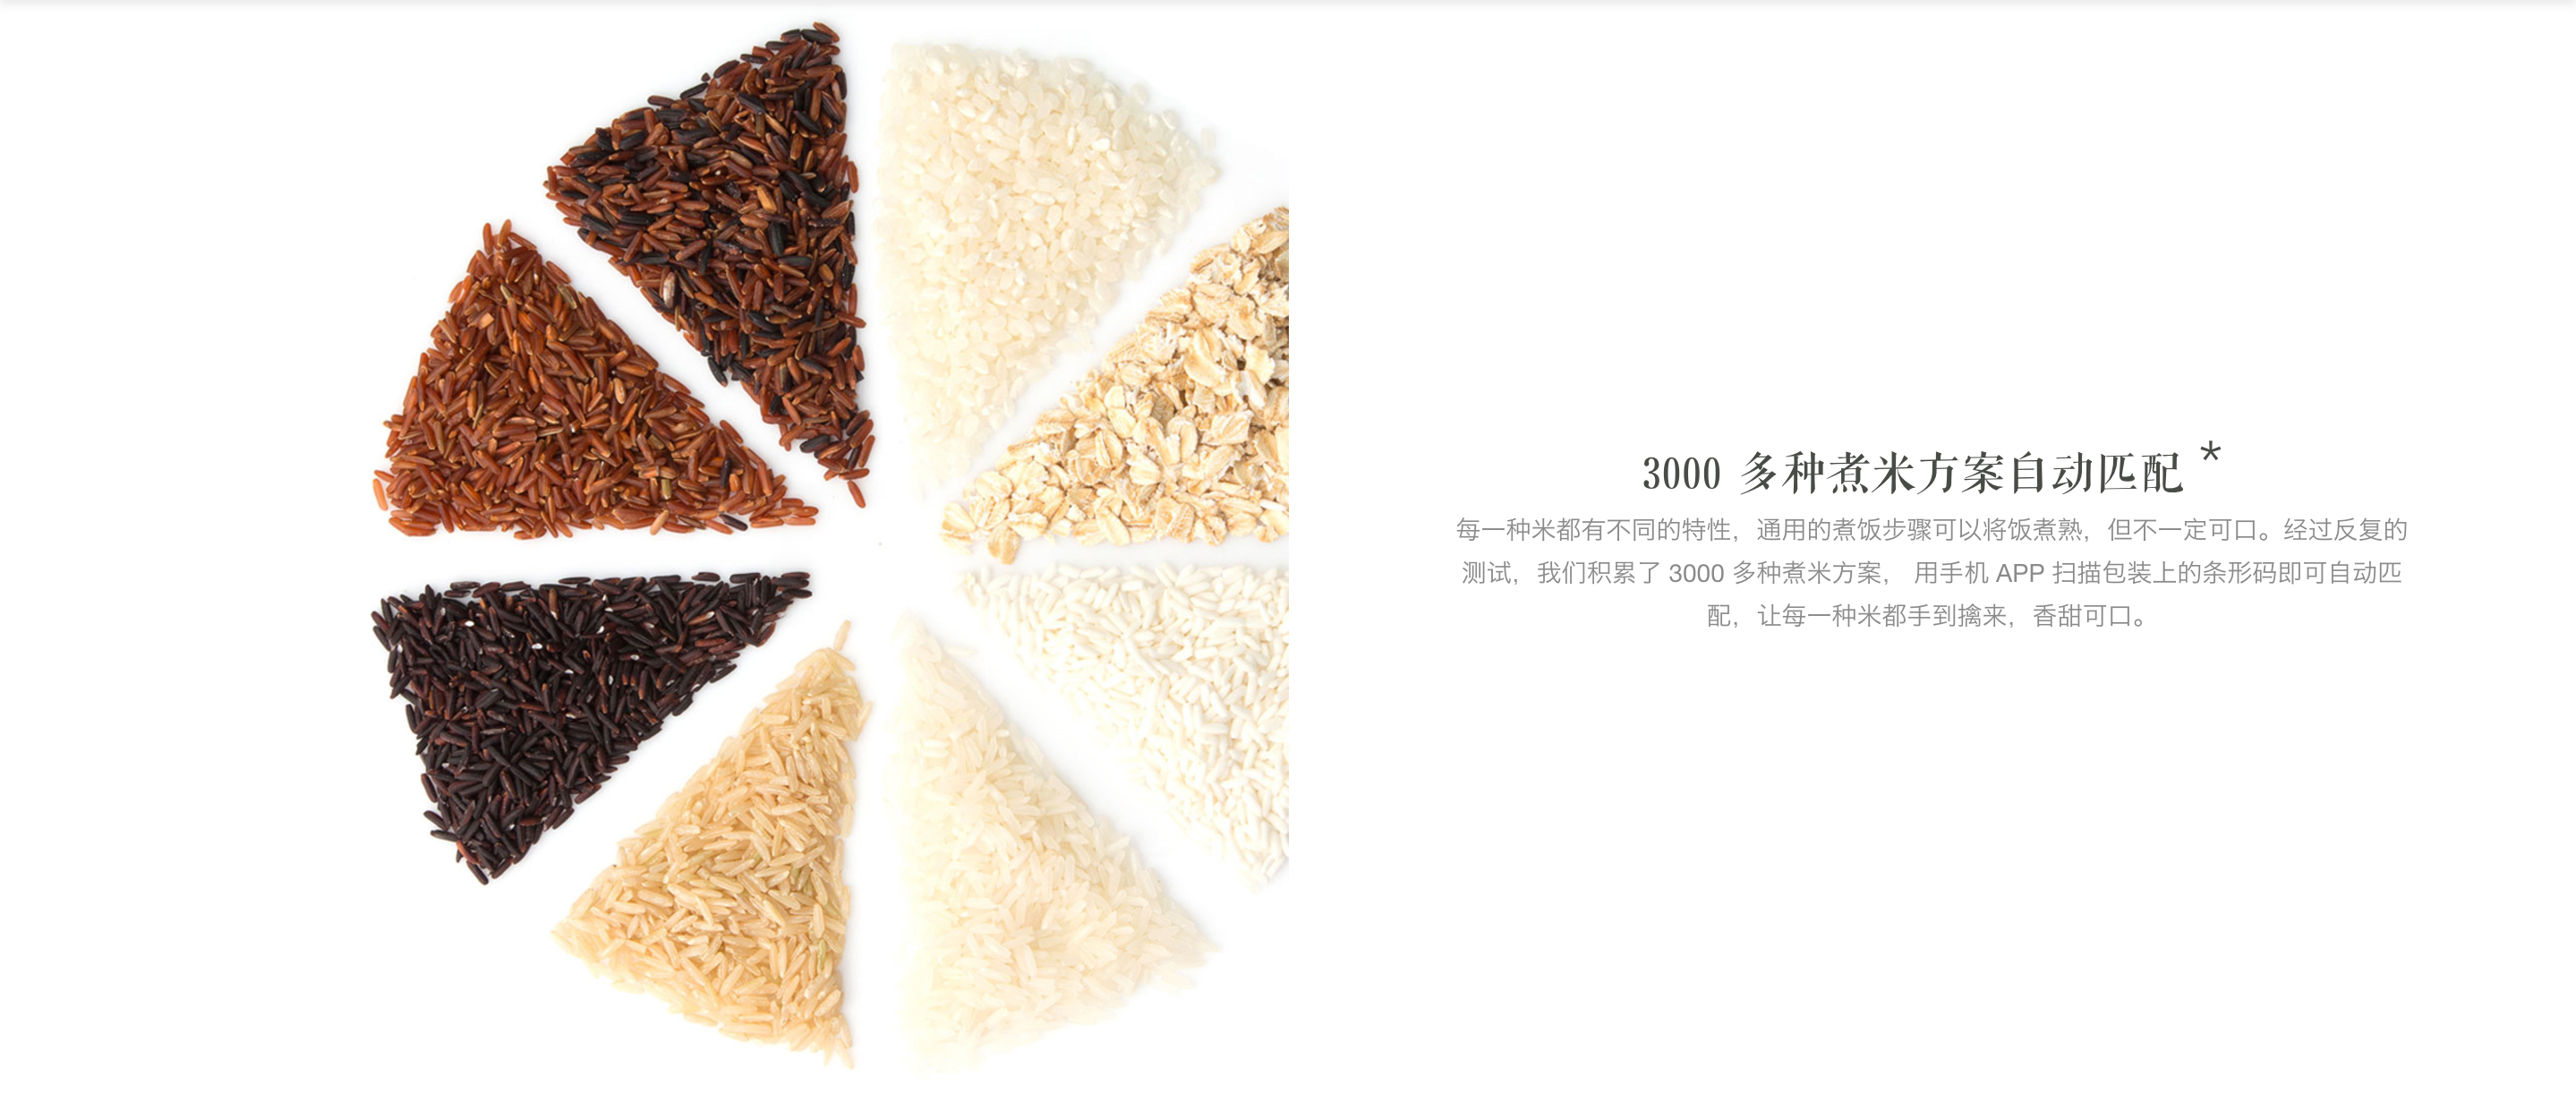 3000 多种煮米方案自动匹配 *
每一种米都有不同的特性，通用的煮饭步骤可以将饭煮熟，但不一定可口。经过反复的
测试，我们积累了 3000 多种煮米方案， 用手机 APP 扫描包装上的条形码即可自动匹
配，让每一种米都手到擒来，香甜可口。